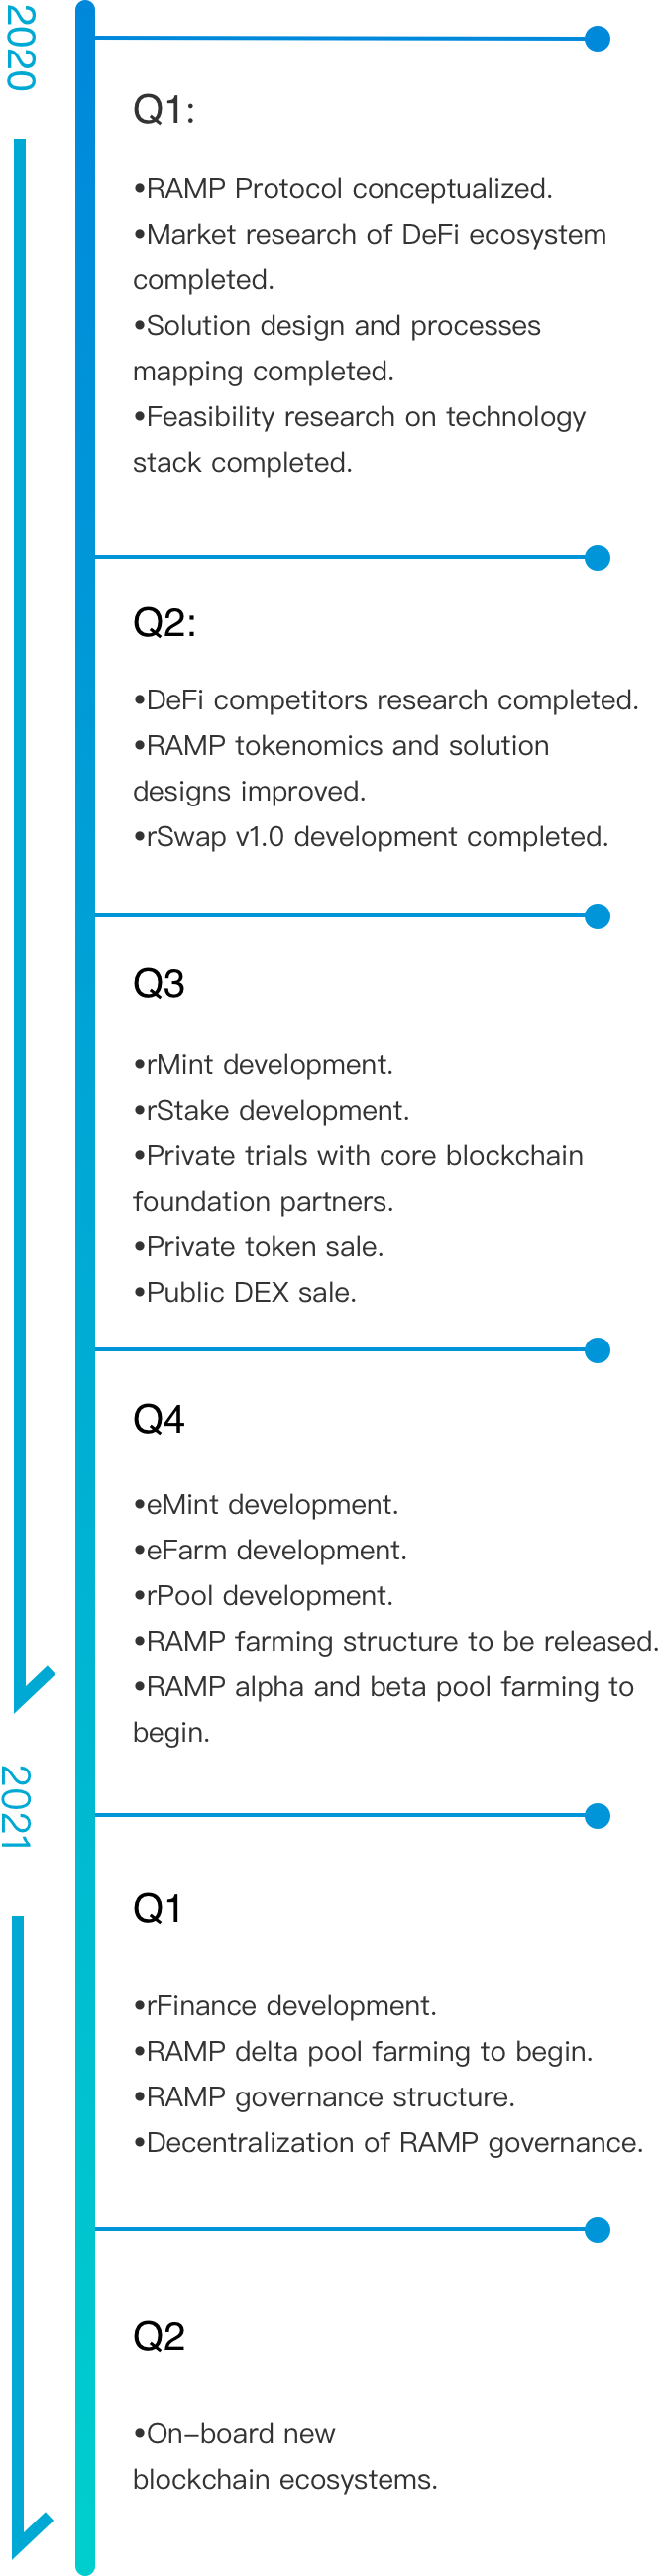 2020
Q1:
•RAMP Protocol conceptualized.
•Market research of DeFi ecosystem
completed.
•Solution design and processes
mapping completed.
•Feasibility research on technology
stack completed.
Q2:
•DeFi competitors research completed.
•RAMP tokenomics and solution
designs improved.
•rSwap v1.0 development completed.
Q3
•rMint development.
•rStake development.
•Private trials with core blockchain
foundation partners.
•Private token sale.
•Public DEX sale.
Q4
•eMint development.
•eFarm development.
•rPool development.
•RAMP farming structure to be released.
•RAMP alpha and beta pool farming to
begin.
2021
Q1
•rFinance development.
•RAMP delta pool farming to begin.
•RAMP governance structure.
•Decentralization of RAMP governance.
Q2
•On–board new
blockchain ecosystems.